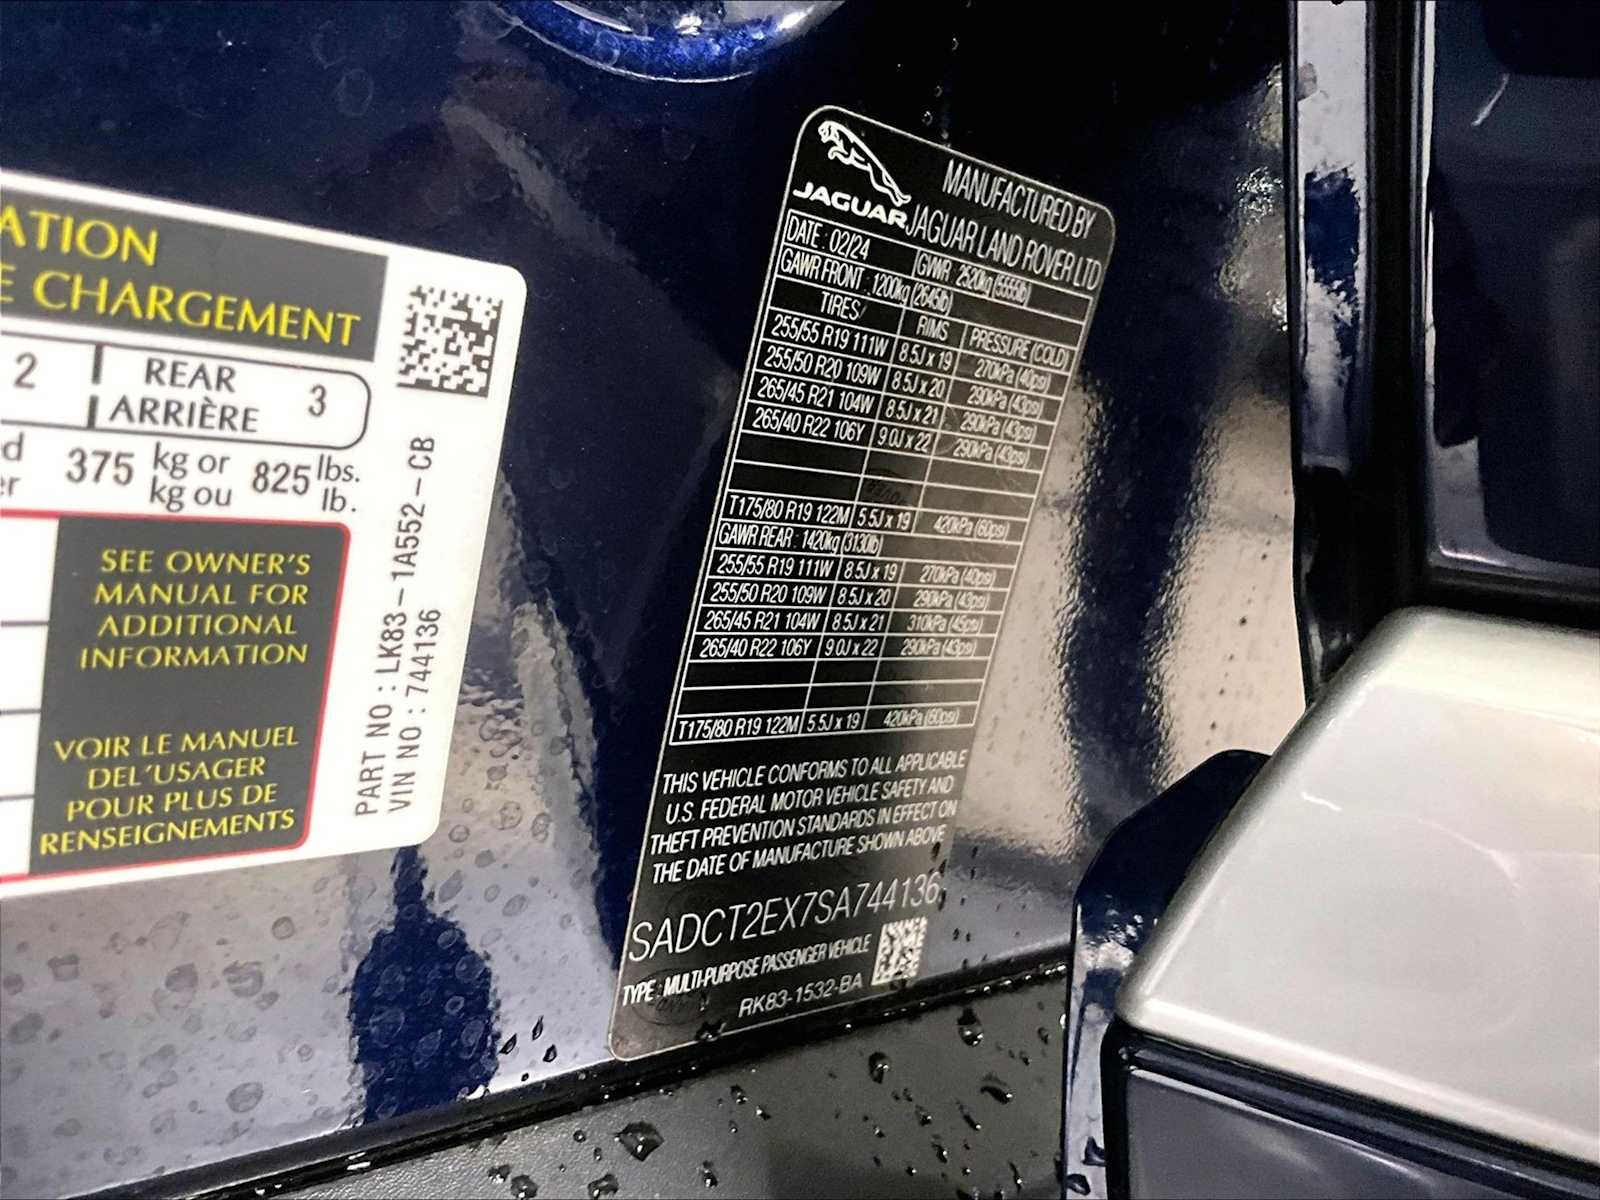 ATION
E CHARGEMENT
2 REAR 3
ARRIÈRE
375 kg or 825 lbs.
kg ou lb.
SEE OWNER'S
MANUAL FOR
ADDITIONAL
INFORMATION
VOIR LE MANUEL
DEL'USAGER
POUR PLUS DE
RENSEIGNEMENTS
PART NO : LK83-1A552-CB
VIN NO : 744136
JAGUAR
MANUFACTURED BY
JAGUAR LAND ROVER LTD
DATE : 02/24 GWR : 2520kg (5555lb)
GAWR FRONT : 1200kg (2645lb)
TIRES RIMS PRESSURE (COLD)
255/55 R19 111W 8.5J x 19 270kPa (40psi)
255/50 R20 109W 8.5J x 20 290kPa (43psi)
265/45 R21 104W 8.5J x 21 290kPa (43psi)
265/40 R22 106Y 9.0J x 22 290kPa (43psi)
T175/80 R19 122M 5.5J x 19 420kPa (60psi)
GAWR REAR : 1420kg (3130lb)
255/55 R19 111W 8.5J x 19 270kPa (40psi)
255/50 R20 109W 8.5J x 20 290kPa (43psi)
265/45 R21 104W 8.5J x 21 310kPa (45psi)
265/40 R22 106Y 9.0J x 22 290kPa (43psi)
T175/80 R19 122M 5.5J x 19 420kPa (60psi)
THIS VEHICLE CONFORMS TO ALL APPLICABLE
U.S. FEDERAL MOTOR VEHICLE SAFETY AND
THEFT PREVENTION STANDARDS IN EFFECT ON
THE DATE OF MANUFACTURE SHOWN ABOVE
SADCT2EX7SA744136
TYPE : MULTI-PURPOSE PASSENGER VEHICLE
RK83-1532-BA